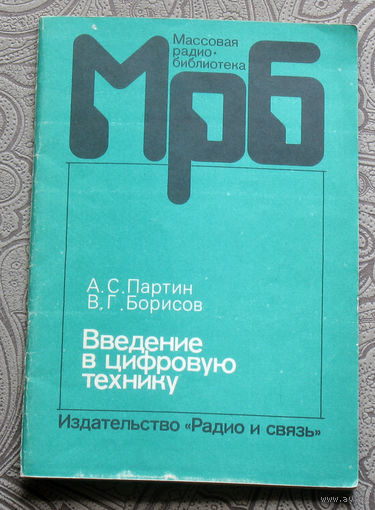 Массовая
радио-
библиотека
Мрб
А.С.Партин
В.Г.Борисов
Введение
в цифровую
технику
Издательство «Радио и связь»